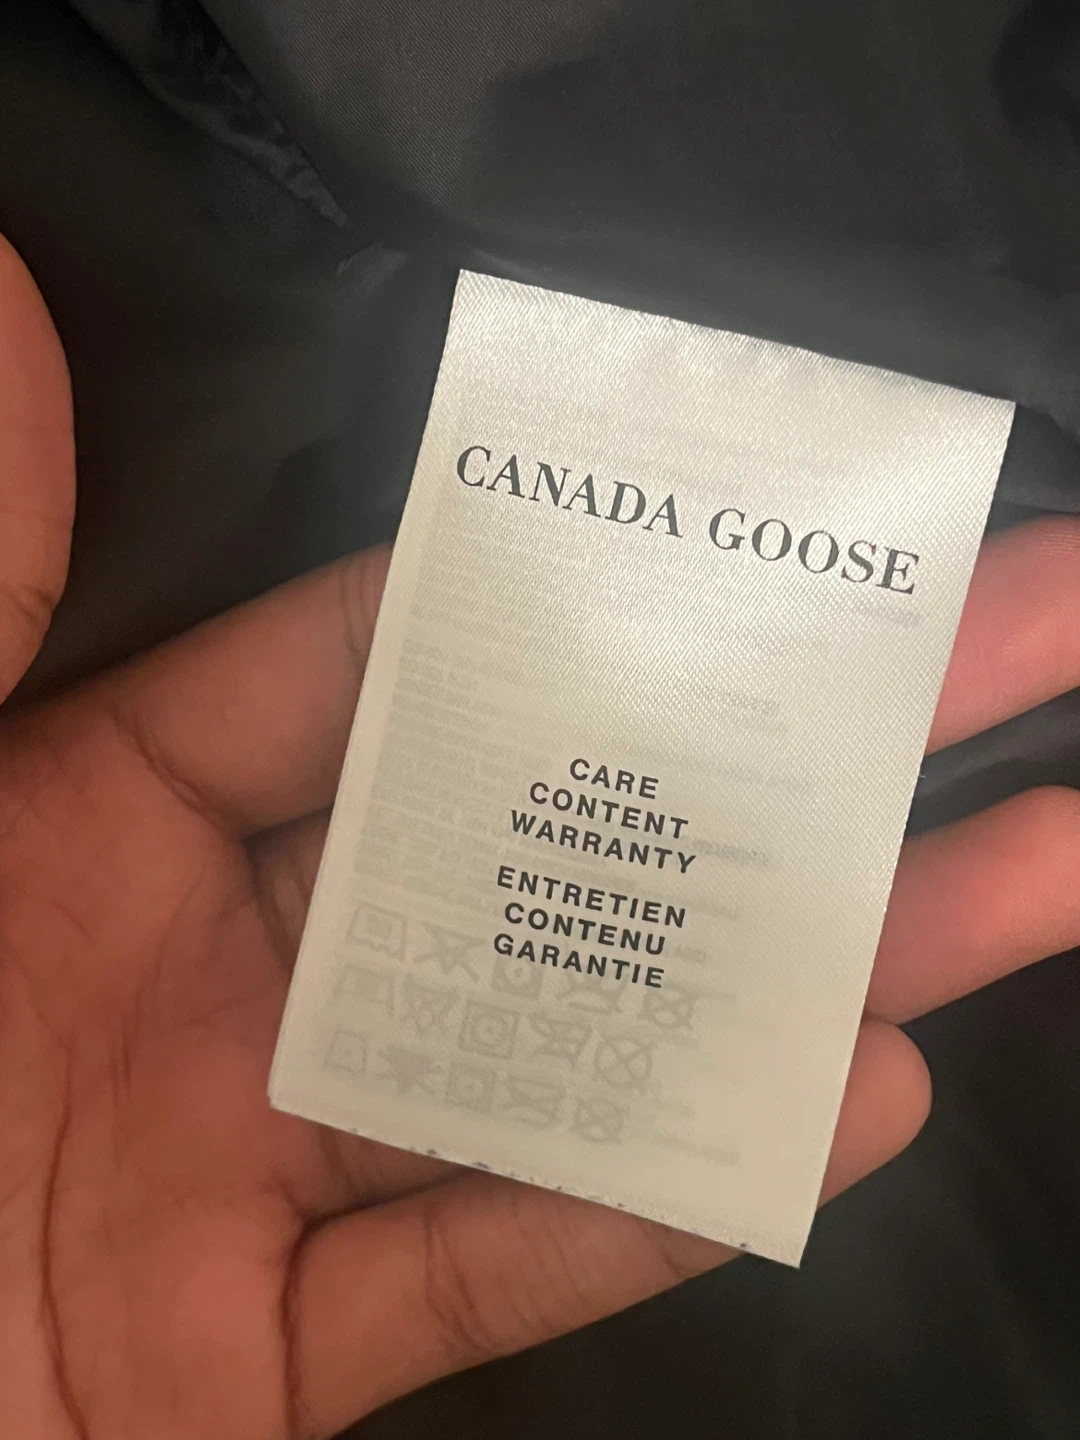 CANADA GOOSE
CARE
CONTENT
WARRANTY
ENTRETIEN
CONTENU
GARANTIE